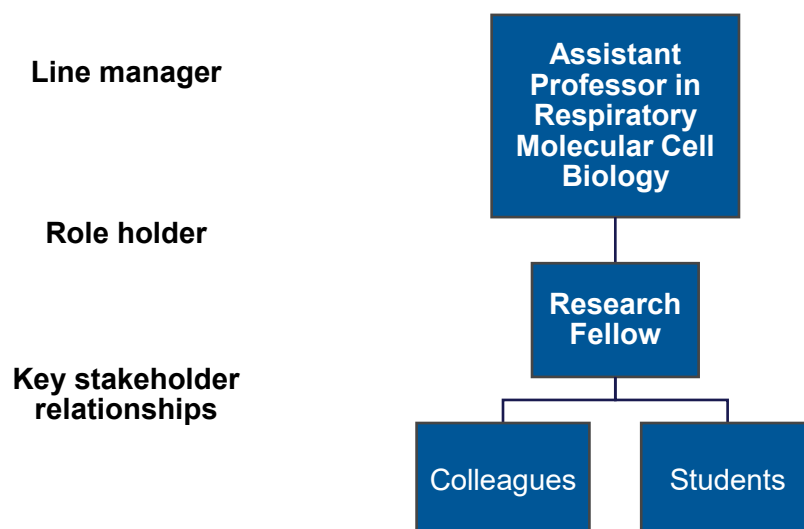 Line manager
Assistant
Professor in
Respiratory
Molecular Cell
Biology
Role holder
Research
Fellow
Key stakeholder
relationships
Colleagues
Students